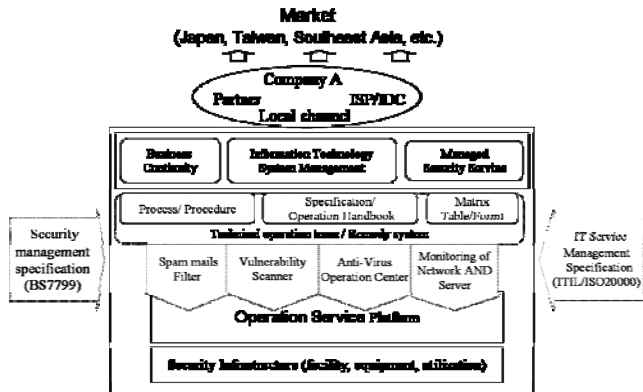 Market
(Japan, Taiwan, Southeast Asia, etc.)
Company A
Partner ISP/IDC
Local channel
Business
Continuity
Information Technology
System Management
Managed
Security Service
Process/ Procedure
Specification/
Operation Handbook
Matrix
Table/Form
Technical operation team / Remedy system
Security
management
specification
(BS7799)
Spam mails
Filter
Vulnerability
Scanner
Anti-Virus
Operation Center
Monitoring of
Network AND
Server
IT Service
Management
Specification
(ITIL/ISO20000)
Operation Service Platform
Security Infrastructure (facility, equipment, utilization)